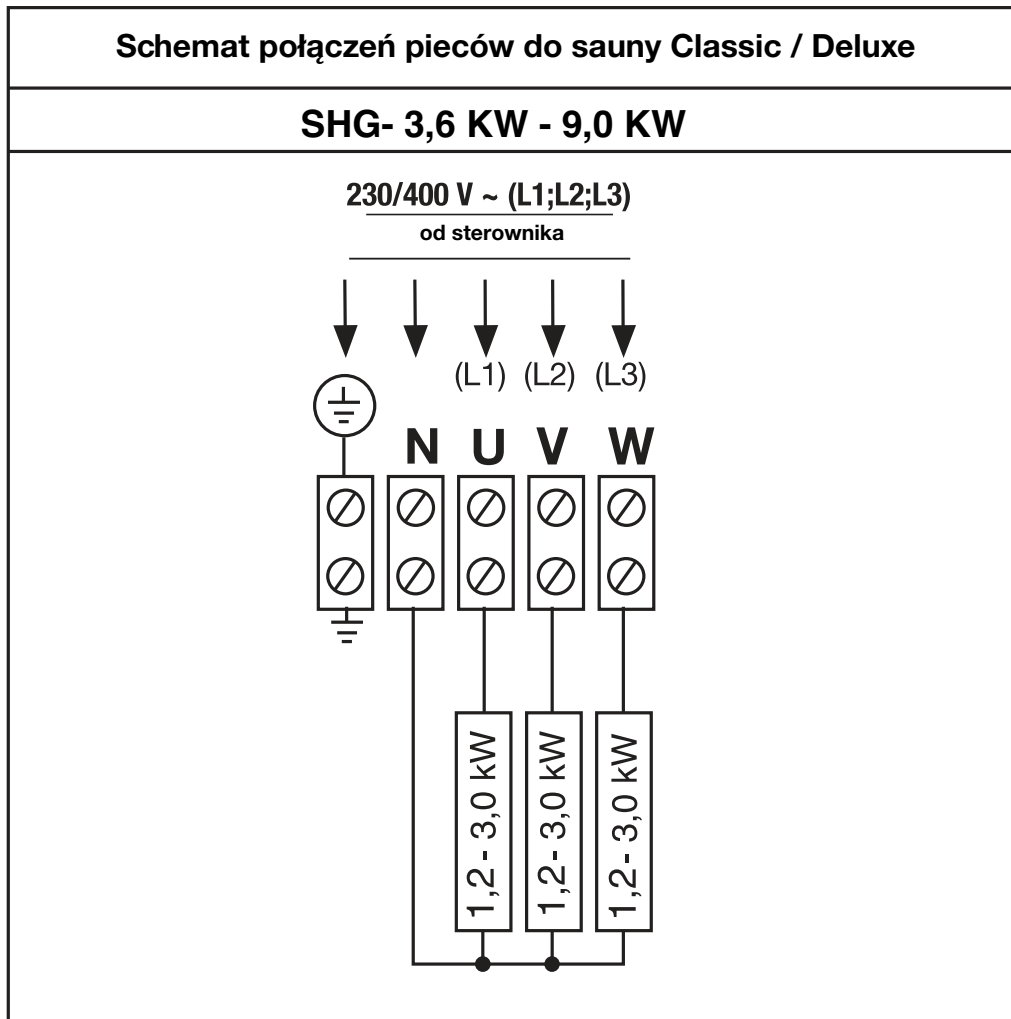 Schemat połączeń pieców do sauny Classic / Deluxe
SHG- 3,6 KW - 9,0 KW
230/400 V ~ (L1;L2;L3)
od sterownika
(L1) (L2) (L3)
N U V W
1,2- 3,0 kW
1,2- 3,0 kW
1,2- 3,0 kW